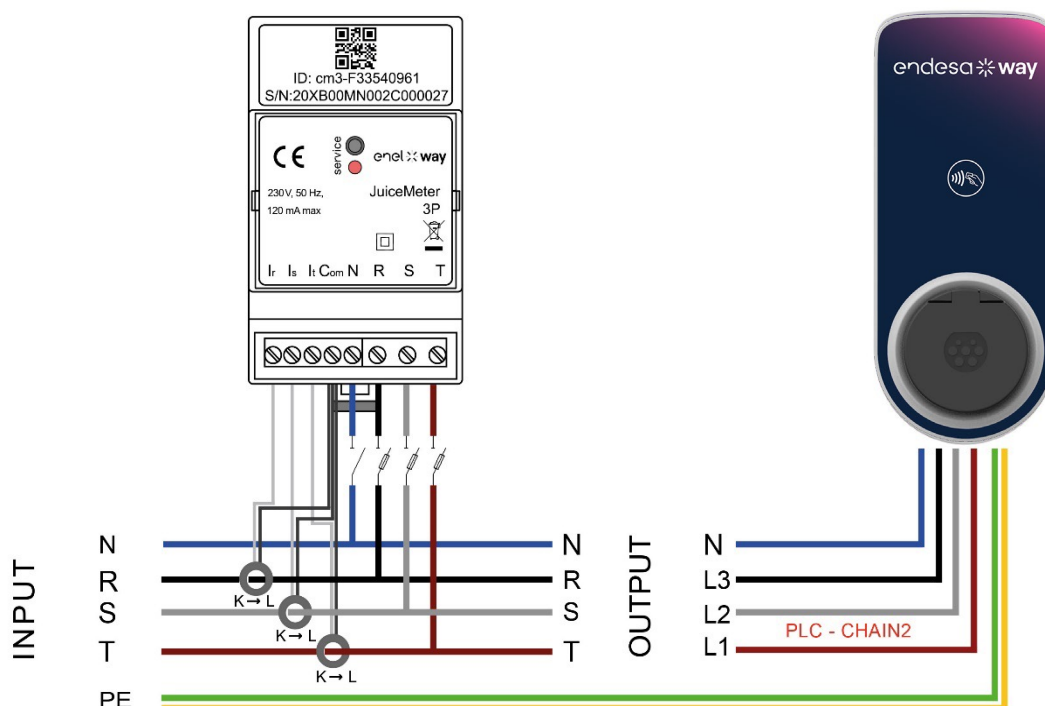 ID: cm3-F33540961
S/N:20XB00MN002C000027
CE
service
enel way
230V, 50 Hz,
120 mA max
JuiceMeter
3P
Ir Is It Com N R S T
endesa way
INPUT
N
R
S
T
PE
K→L
K→L
K→L
N
R
S
T
OUTPUT
N
L3
L2
L1
PLC - CHAIN2